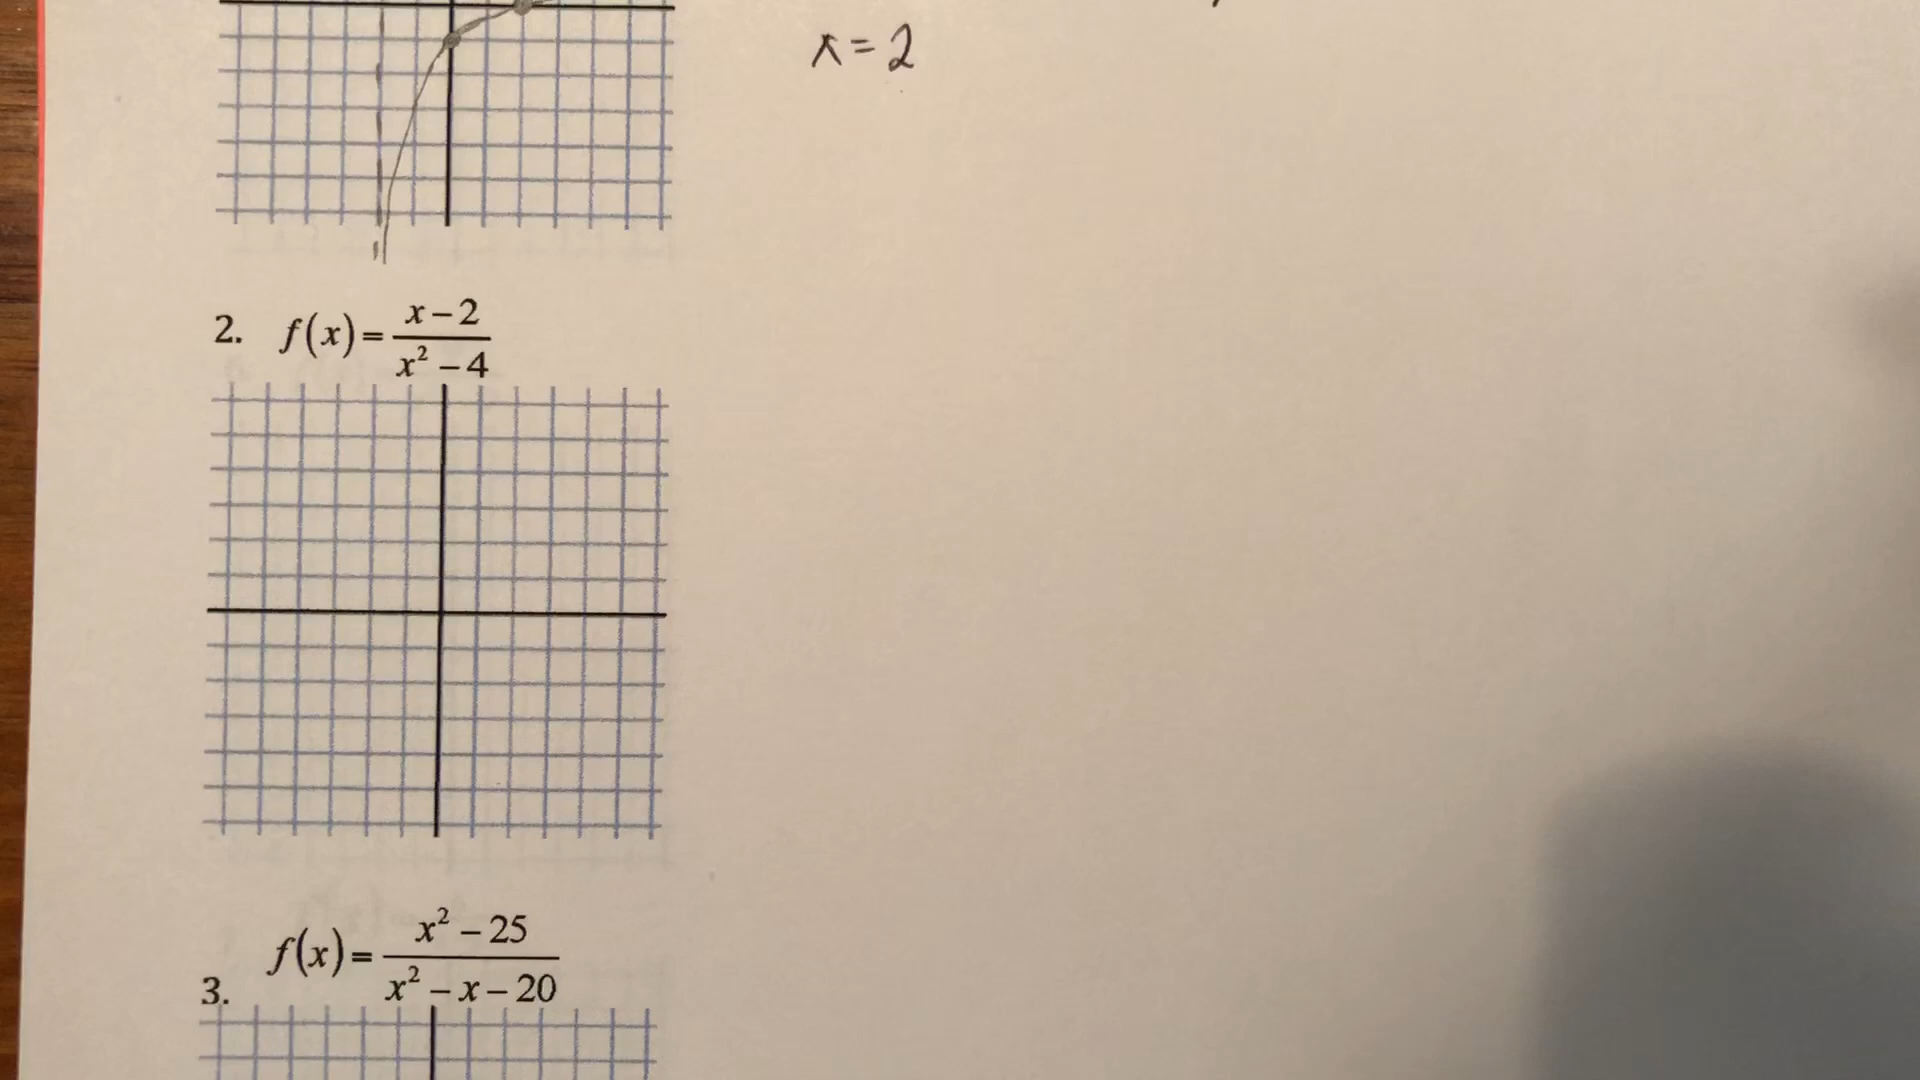 x = 2
2. f(x) = (x − 2)/(x² − 4)
3. f(x) = (x² − 25)/(x² − x − 20)